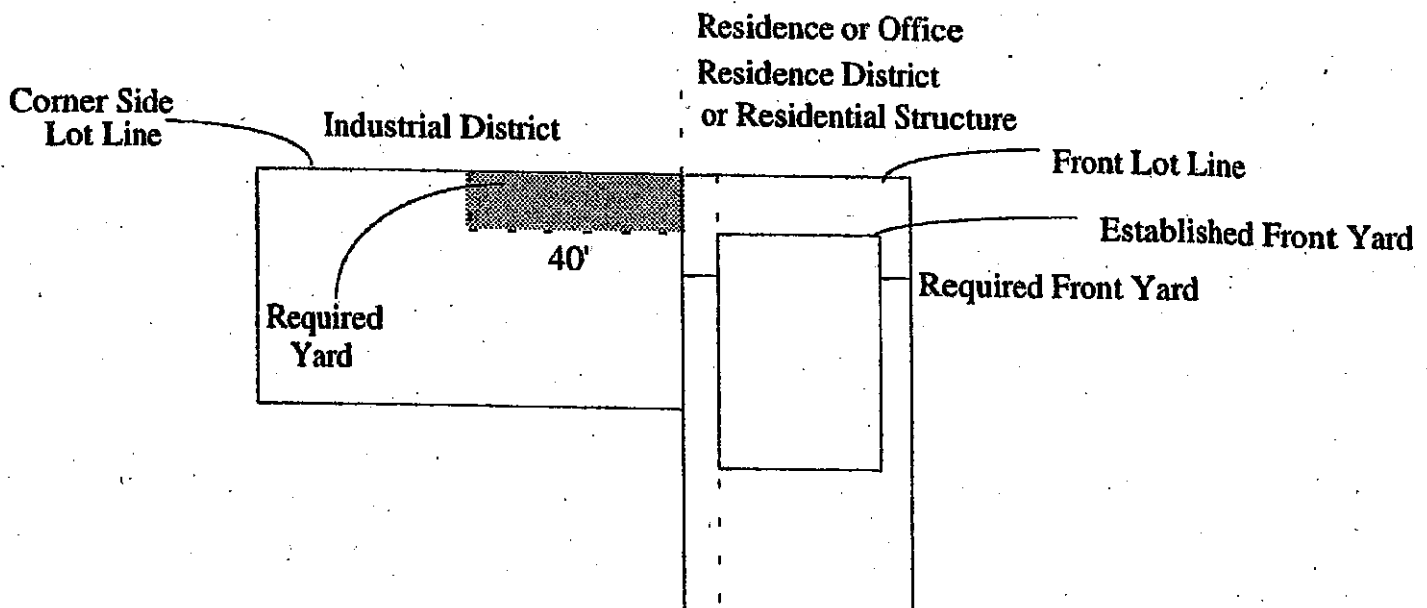 Residence or Office
Residence District
or Residential Structure
Corner Side
Lot Line
Industrial District
Front Lot Line
Established Front Yard
40'
Required Front Yard
Required
Yard